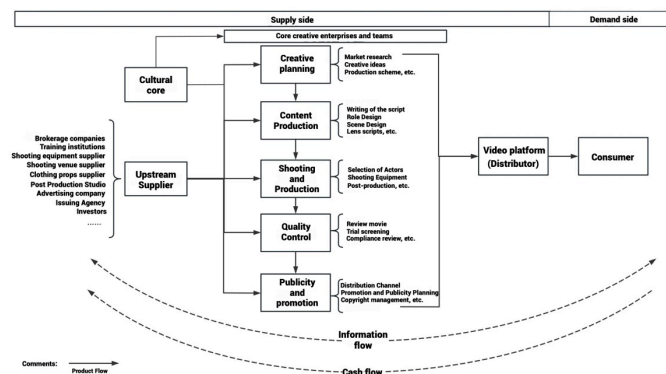 Supply side
Demand side
Core creative enterprises and teams
Cultural
core
Creative
planning
Market research
Creative ideas
Production scheme, etc.
Content
Production
Writing of the script
Role Design
Scene Design
Lens scripts, etc.
Brokerage companies
Training institutions
Shooting equipment supplier
Shooting venue supplier
Clothing props supplier
Post Production Studio
Advertising company
Issuing Agency
Investors
......
Upstream
Supplier
Shooting and
Production
Selection of Actors
Shooting Equipment
Post-production, etc.
Video platform
(Distributor)
Consumer
Quality
Control
Review movie
Trial screening
Compliance review, etc.
Publicity and
promotion
Distribution Channel
Promotion and Publicity Planning
Copyright management, etc.
Information
flow
Comments:
Product Flow
Cash flow